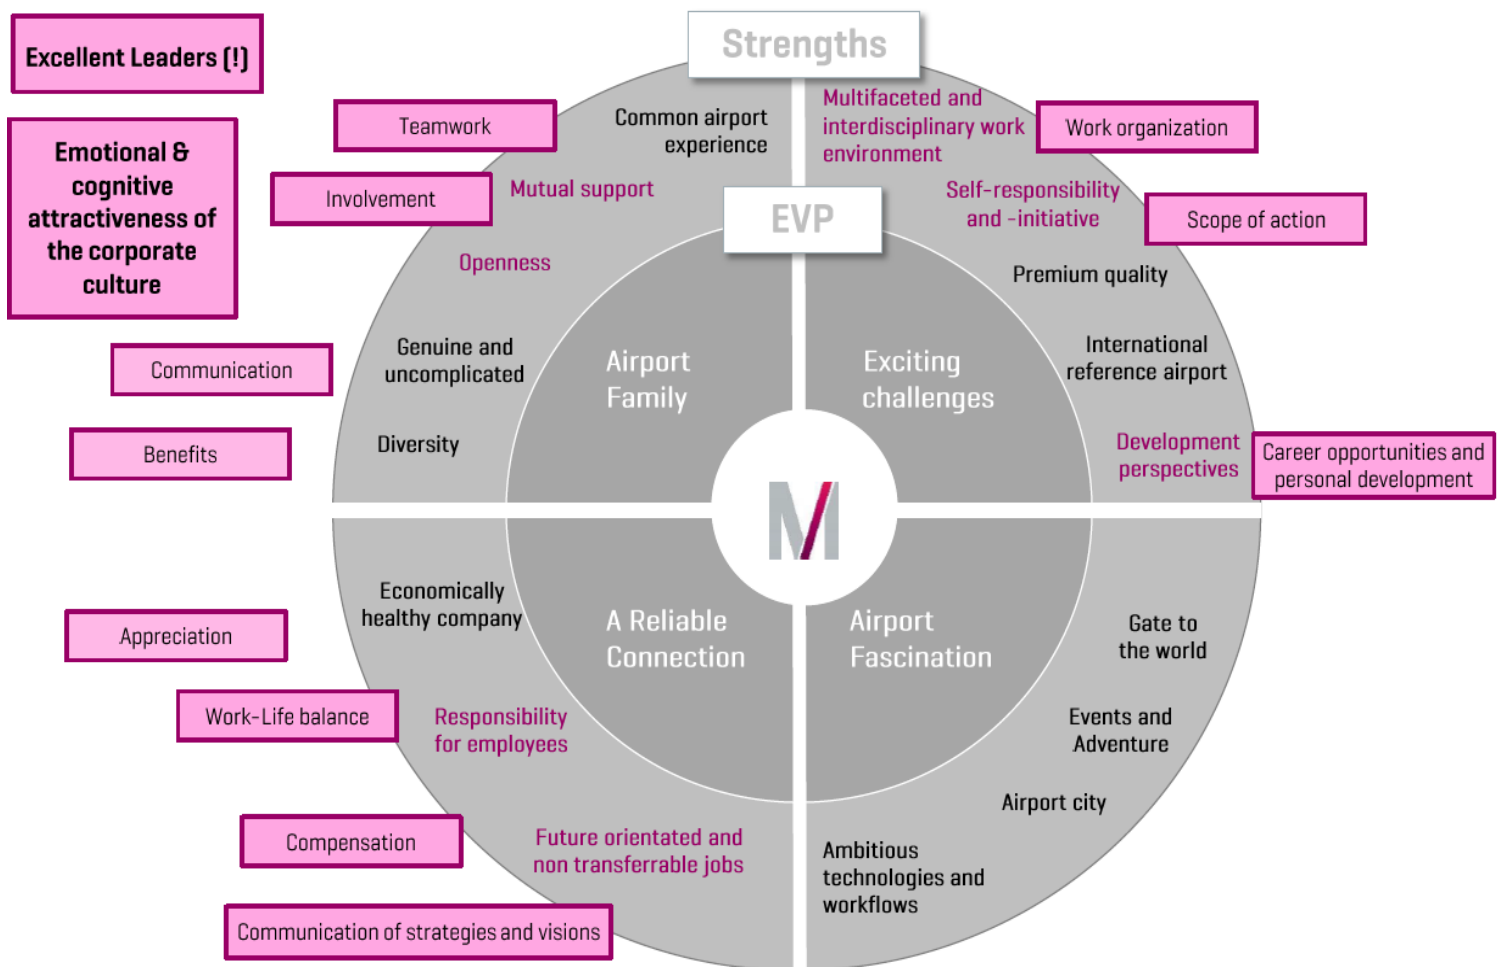 Strengths
EVP
Excellent Leaders (!)
Emotional &
cognitive
attractiveness of
the corporate
culture
Teamwork
Involvement
Communication
Benefits
Common airport
experience
Mutual support
Openness
Genuine and
uncomplicated
Diversity
Airport
Family
Multifaceted and
interdisciplinary work
environment
Self-responsibility
and -initiative
Premium quality
International
reference airport
Development
perspectives
Work organization
Scope of action
Career opportunities and
personal development
Exciting
challenges
M
Economically
healthy company
Responsibility
for employees
Future orientated and
non transferrable jobs
A Reliable
Connection
Appreciation
Work-Life balance
Compensation
Communication of strategies and visions
Airport
Fascination
Gate to
the world
Events and
Adventure
Airport city
Ambitious
technologies and
workflows